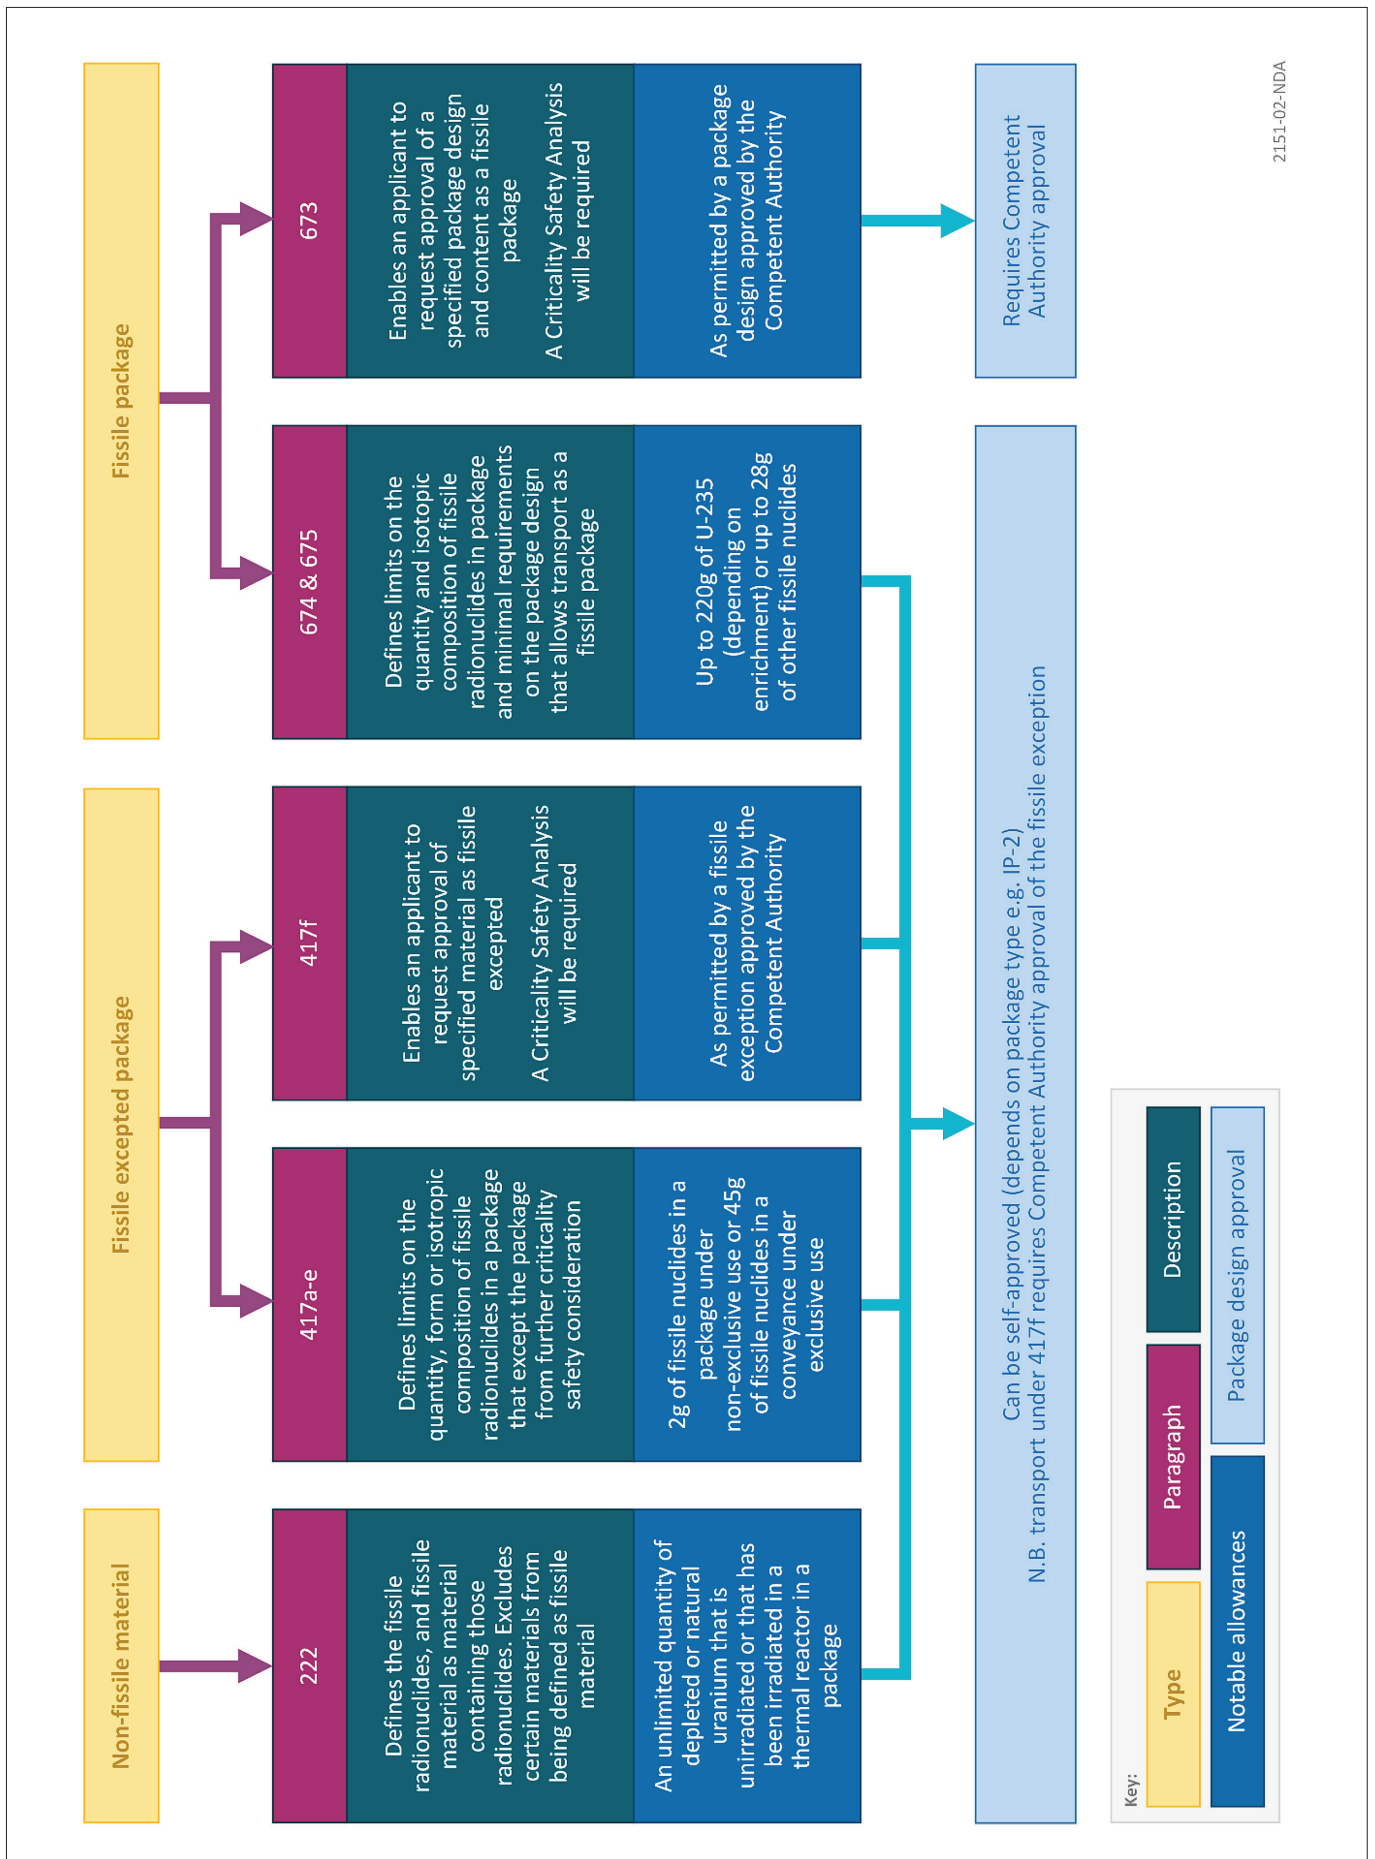 Non-fissile material
Fissile excepted package
Fissile package
222
417a-e
417f
674 & 675
673
Defines the fissile
radionuclides, and fissile
material as material
containing those
radionuclides. Excludes
certain materials from
being defined as fissile
material
Defines limits on the
quantity, form or isotropic
composition of fissile
radionuclides in a package
that except the package
from further criticality
safety consideration
Enables an applicant to
request approval of
specified material as fissile
excepted
A Criticality Safety Analysis
will be required
Defines limits on the
quantity and isotopic
composition of fissile
radionuclides in package
and minimal requirements
on the package design
that allows transport as a
fissile package
Enables an applicant to
request approval of a
specified package design
and content as a fissile
package
A Criticality Safety Analysis
will be required
An unlimited quantity of
depleted or natural
uranium that is
unirradiated or that has
been irradiated in a
thermal reactor in a
package
2g of fissile nuclides in a
package under
non-exclusive use or 45g
of fissile nuclides in a
conveyance under
exclusive use
As permitted by a fissile
exception approved by the
Competent Authority
Up to 220g of U-235
(depending on
enrichment) or up to 28g
of other fissile nuclides
As permitted by a package
design approved by the
Competent Authority
Can be self-approved (depends on package type e.g. IP-2)
N.B. transport under 417f requires Competent Authority approval of the fissile exception
Requires Competent
Authority approval
Key:
Type
Paragraph
Description
Notable allowances
Package design approval
2151-02-NDA